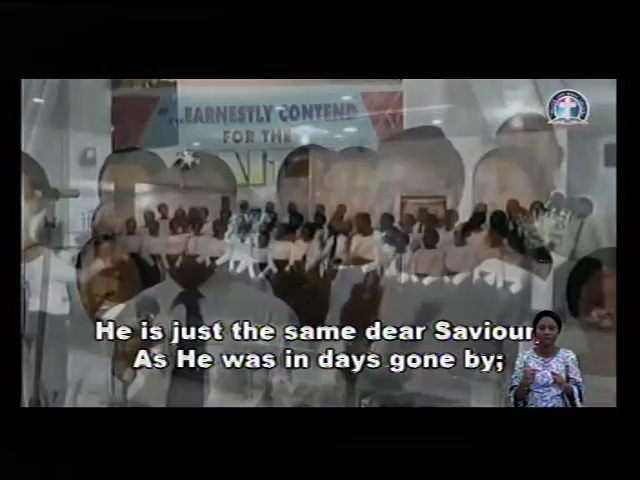 "...EARNESTLY CONTEND
FOR THE
He is just the same dear Saviour
As He was in days gone by;